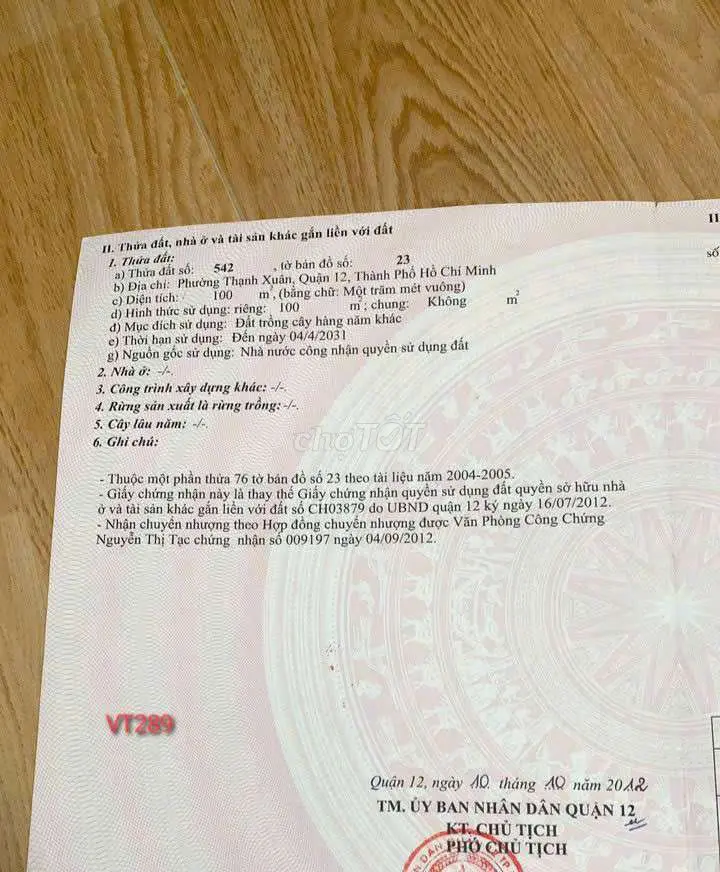 II. Thửa đất, nhà ở và tài sản khác gắn liền với đất
1. Thửa đất:
a) Thửa đất số: 542 , tờ bản đồ số: 23
b) Địa chỉ: Phường Thạnh Xuân, Quận 12, Thành Phố Hồ Chí Minh
c) Diện tích: 100 m², (bằng chữ: Một trăm mét vuông)
d) Hình thức sử dụng: riêng: 100 m²; chung: Không m²
đ) Mục đích sử dụng: Đất trồng cây hàng năm khác
e) Thời hạn sử dụng: Đến ngày 04/4/2031
g) Nguồn gốc sử dụng: Nhà nước công nhận quyền sử dụng đất
2. Nhà ở: -/-.
3. Công trình xây dựng khác: -/-.
4. Rừng sản xuất là rừng trồng: -/-.
5. Cây lâu năm: -/-.
6. Ghi chú:
chợTỐT
- Thuộc một phần thửa 76 tờ bản đồ số 23 theo tài liệu năm 2004-2005.
- Giấy chứng nhận này là thay thế Giấy chứng nhận quyền sử dụng đất quyền sở hữu nhà
ở và tài sản khác gắn liền với đất số CH03879 do UBND quận 12 ký ngày 16/07/2012.
- Nhận chuyển nhượng theo Hợp đồng chuyển nhượng được Văn Phòng Công Chứng
Nguyễn Thị Tạc chứng nhận số 009197 ngày 04/09/2012.
VT289
Quận 12, ngày 10 tháng 10 năm 2012
TM. ỦY BAN NHÂN DÂN QUẬN 12
KT. CHỦ TỊCH
PHÓ CHỦ TỊCH
II
số